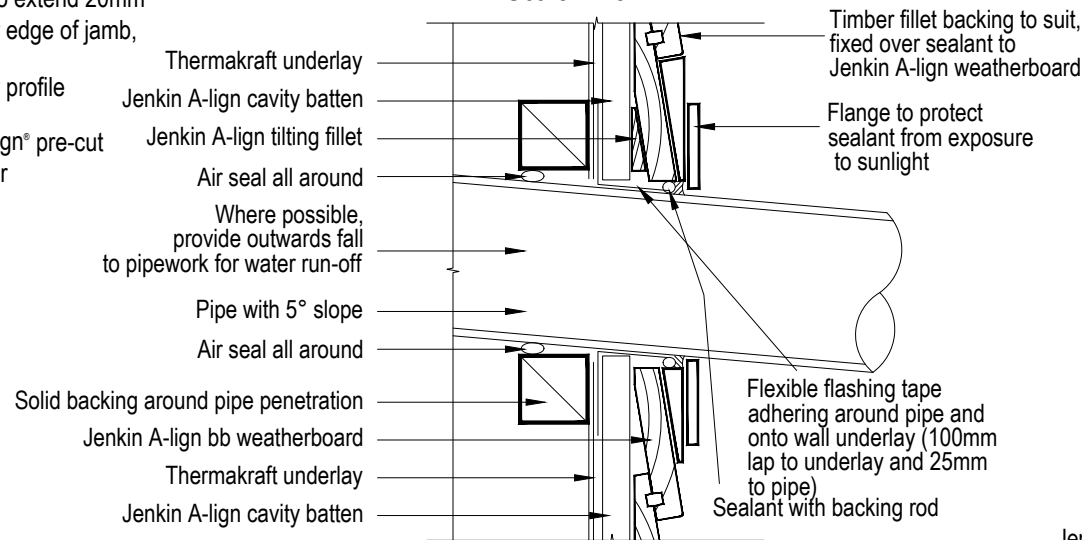 extend 20mm
edge of jamb,
profile
pre-cut
Thermakraft underlay
Jenkin A-lign cavity batten
Jenkin A-lign tilting fillet
Air seal all around
Where possible,
provide outwards fall
to pipework for water run-off
Pipe with 5° slope
Air seal all around
Solid backing around pipe penetration
Jenkin A-lign bb weatherboard
Thermakraft underlay
Jenkin A-lign cavity batten
Timber fillet backing to suit,
fixed over sealant to
Jenkin A-lign weatherboard
Flange to protect
sealant from exposure
to sunlight
Flexible flashing tape
adhering around pipe and
onto wall underlay (100mm
lap to underlay and 25mm
to pipe)
Sealant with backing rod